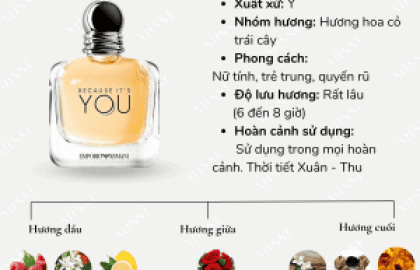 Xuất xứ: Ý
Nhóm hương: Hương hoa cỏ
trái cây
Phong cách:
Nữ tính, trẻ trung, quyến rũ
Độ lưu hương: Rất lâu
(6 đến 8 giờ)
Hoàn cảnh sử dụng:
Sử dụng trong mọi hoàn
cảnh. Thời tiết Xuân - Thu
BECAUSE IT'S
YOU
EMPORIO ARMANI
Hương đầu
Hương giữa
Hương cuối